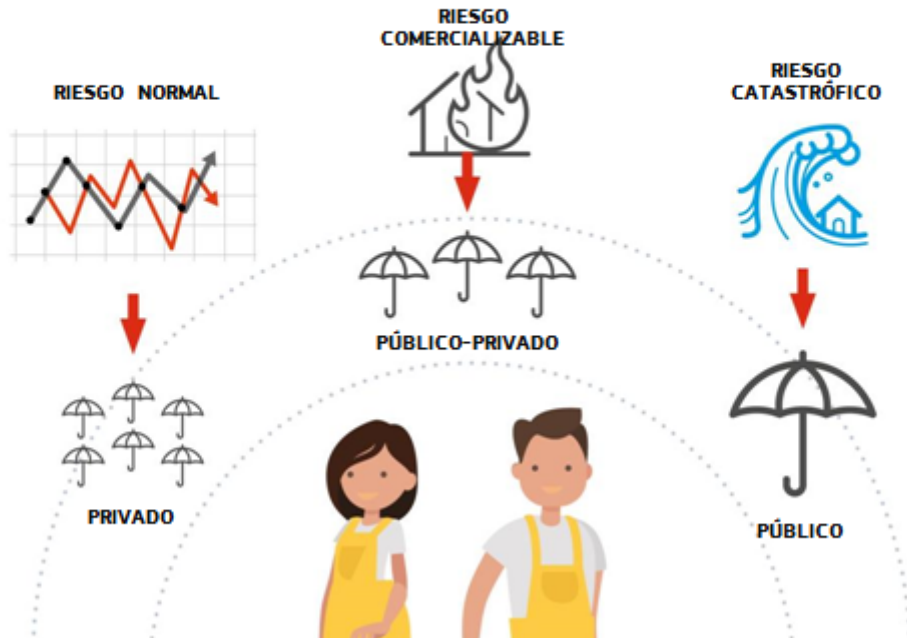 RIESGO
COMERCIALIZABLE
RIESGO NORMAL
RIESGO
CATASTRÓFICO
PÚBLICO-PRIVADO
PRIVADO
PÚBLICO